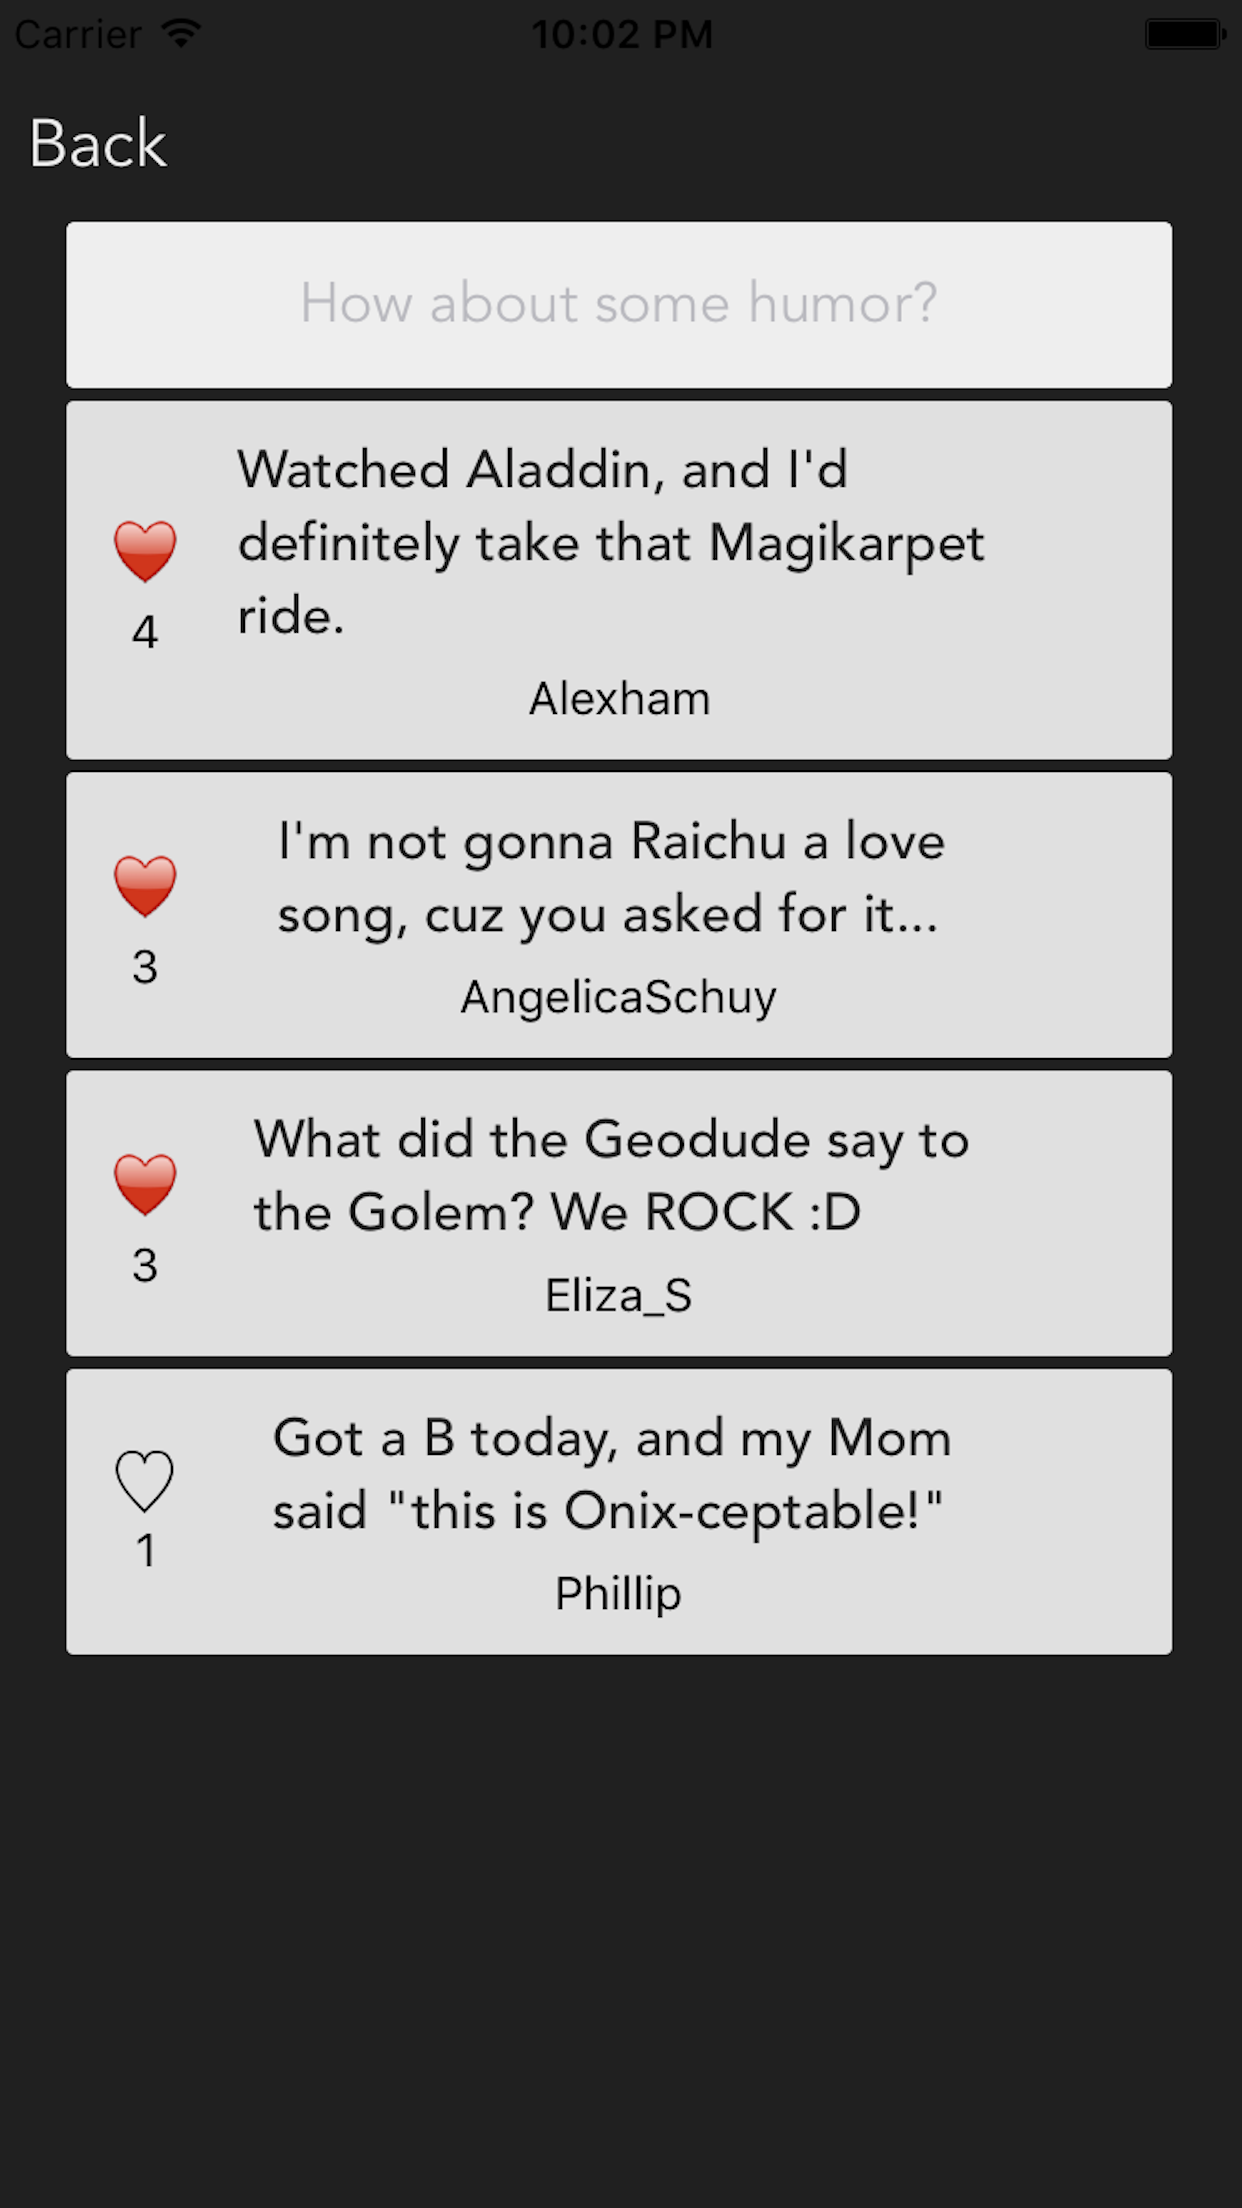 Carrier 10:02 PM
Back
How about some humor?
Watched Aladdin, and I'd
definitely take that Magikarpet
ride.
4
Alexham
I'm not gonna Raichu a love
song, cuz you asked for it...
3
AngelicaSchuy
What did the Geodude say to
the Golem? We ROCK :D
3
Eliza_S
Got a B today, and my Mom
said "this is Onix-ceptable!"
1
Phillip